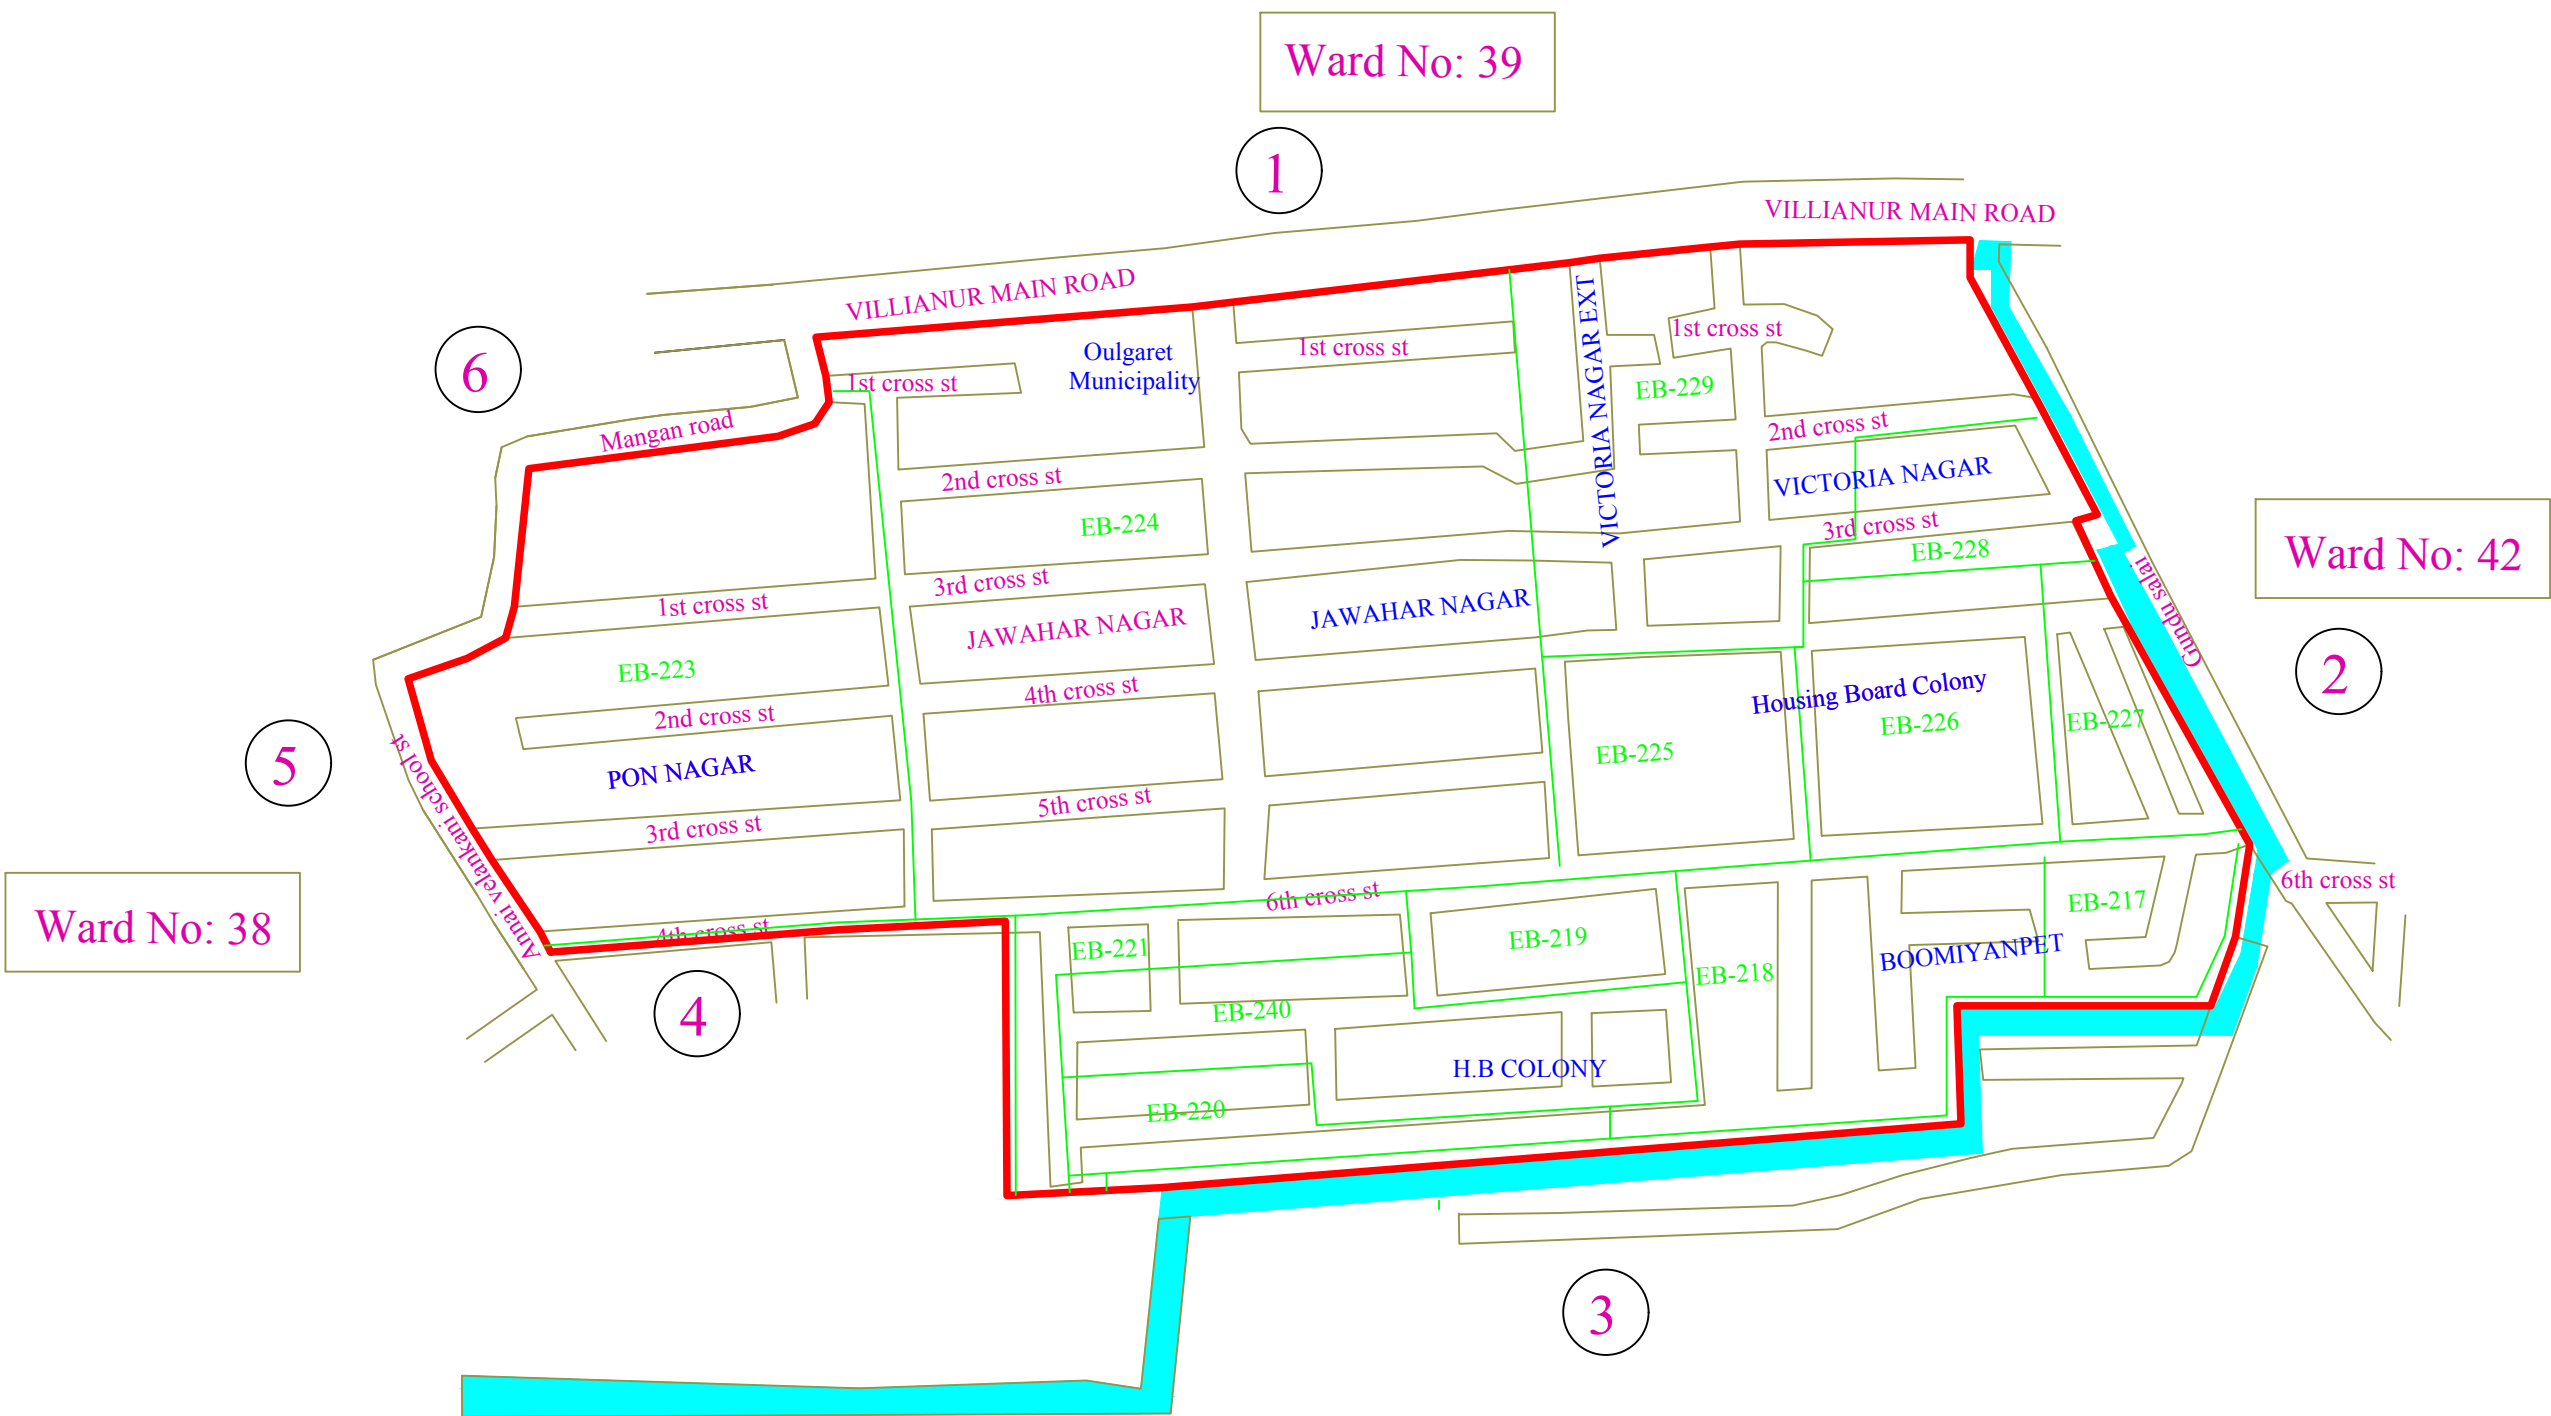 Ward No: 39
1
VILLIANUR MAIN ROAD
VILLIANUR MAIN ROAD
6
Oulgaret
Municipality
1st cross st
1st cross st
1st cross st
VICTORIA NAGAR EXT
EB-229
Mangan road
2nd cross st
2nd cross st
VICTORIA NAGAR
EB-224
3rd cross st
EB-228
Ward No: 42
3rd cross st
1st cross st
JAWAHAR NAGAR
JAWAHAR NAGAR
Gundu salai
2
EB-223
4th cross st
Housing Board Colony
EB-226
EB-227
2nd cross st
EB-225
5
PON NAGAR
Annai velankani school st
5th cross st
3rd cross st
6th cross st
6th cross st
EB-217
Ward No: 38
4th cross st
EB-221
EB-219
BOOMIYANPET
EB-218
4
EB-240
H.B COLONY
EB-220
3